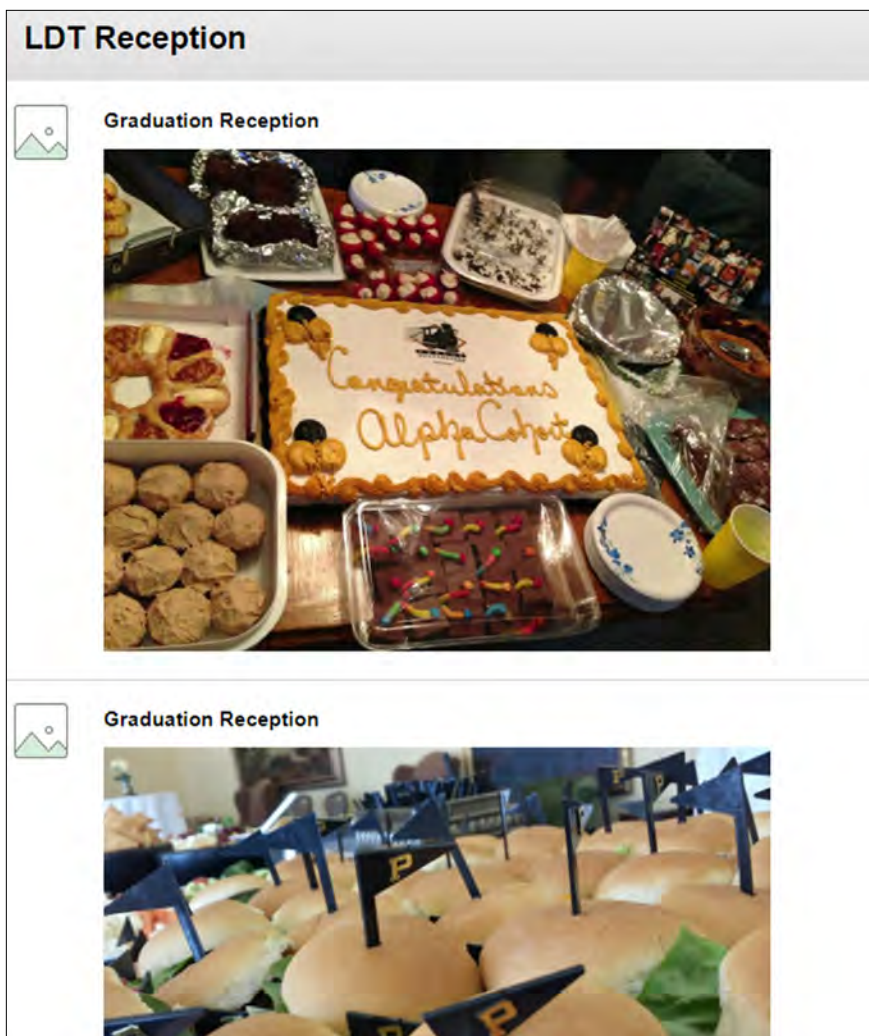 LDT Reception
Graduation Reception
Congratulations
Alpha Cohort
Graduation Reception
P
P
P